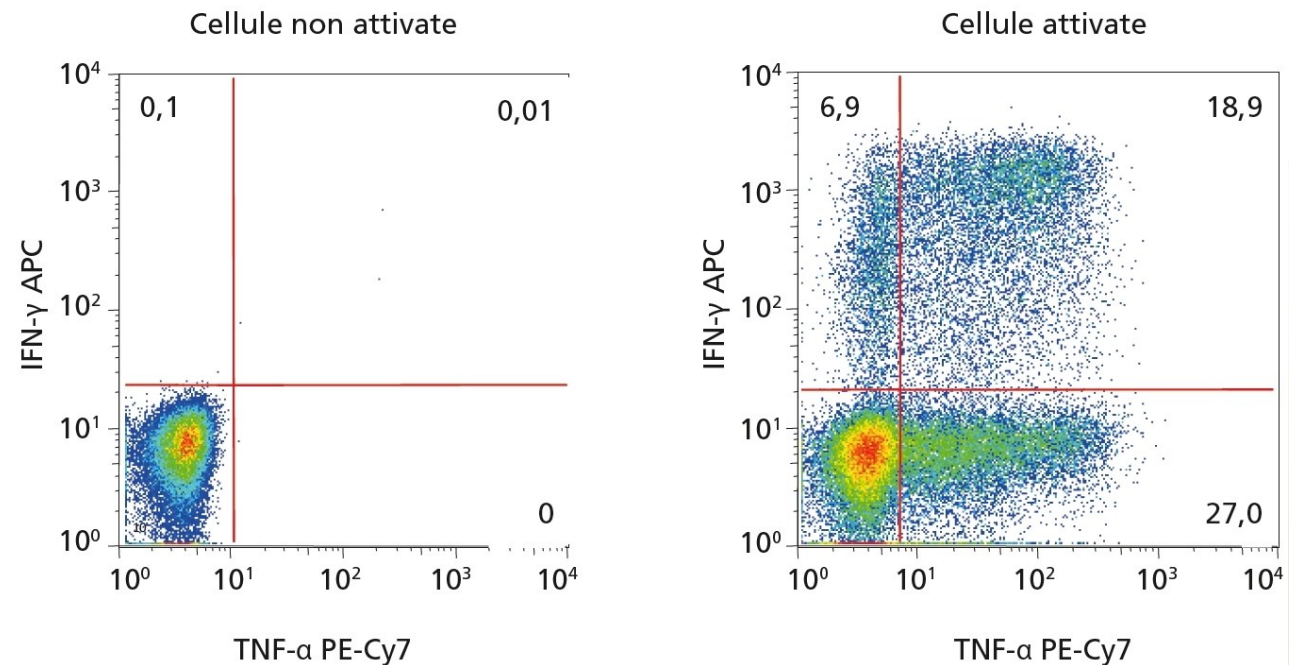 Cellule non attivate
10⁴
10³
10²
10¹
10⁰
0,1
0,01
0
IFN-γ APC
10⁰ 10¹ 10² 10³ 10⁴
TNF-α PE-Cy7
Cellule attivate
10⁴
10³
10²
10¹
10⁰
6,9
18,9
27,0
IFN-γ APC
10⁰ 10¹ 10² 10³ 10⁴
TNF-α PE-Cy7